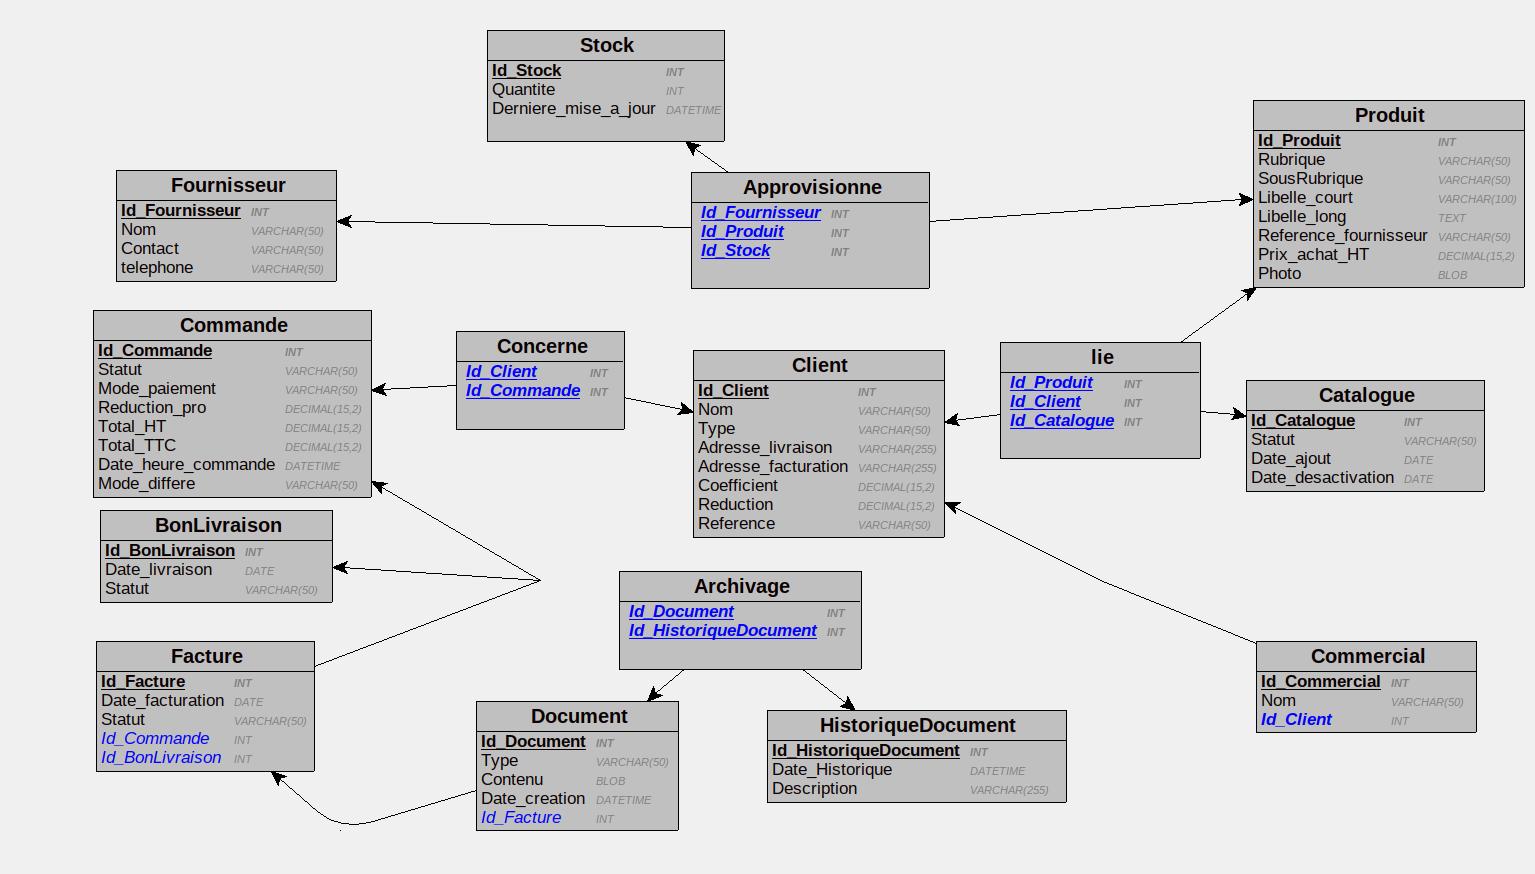 Stock
Id_Stock INT
Quantite INT
Derniere_mise_a_jour DATETIME
Produit
Id_Produit INT
Rubrique VARCHAR(50)
SousRubrique VARCHAR(50)
Libelle_court VARCHAR(100)
Libelle_long TEXT
Reference_fournisseur VARCHAR(50)
Prix_achat_HT DECIMAL(15,2)
Photo BLOB
Fournisseur
Id_Fournisseur INT
Nom VARCHAR(50)
Contact VARCHAR(50)
telephone VARCHAR(50)
Approvisionne
Id_Fournisseur INT
Id_Produit INT
Id_Stock INT
Commande
Id_Commande INT
Statut VARCHAR(50)
Mode_paiement VARCHAR(50)
Reduction_pro DECIMAL(15,2)
Total_HT DECIMAL(15,2)
Total_TTC DECIMAL(15,2)
Date_heure_commande DATETIME
Mode_differe VARCHAR(50)
Concerne
Id_Client INT
Id_Commande INT
Client
Id_Client INT
Nom VARCHAR(50)
Type VARCHAR(50)
Adresse_livraison VARCHAR(255)
Adresse_facturation VARCHAR(255)
Coefficient DECIMAL(15,2)
Reduction DECIMAL(15,2)
Reference VARCHAR(50)
lie
Id_Produit INT
Id_Client INT
Id_Catalogue INT
Catalogue
Id_Catalogue INT
Statut VARCHAR(50)
Date_ajout DATE
Date_desactivation DATE
BonLivraison
Id_BonLivraison INT
Date_livraison DATE
Statut VARCHAR(50)
Archivage
Id_Document INT
Id_HistoriqueDocument INT
Facture
Id_Facture INT
Date_facturation DATE
Statut VARCHAR(50)
Id_Commande INT
Id_BonLivraison INT
Commercial
Id_Commercial INT
Nom VARCHAR(50)
Id_Client INT
Document
Id_Document INT
Type VARCHAR(50)
Contenu BLOB
Date_creation DATETIME
Id_Facture INT
HistoriqueDocument
Id_HistoriqueDocument INT
Date_Historique DATETIME
Description VARCHAR(255)